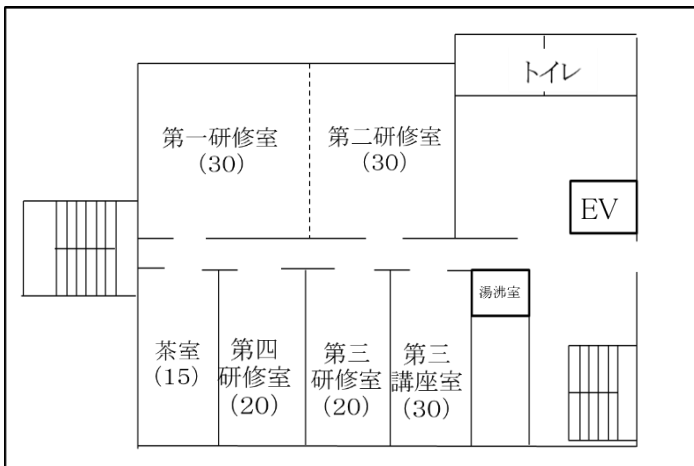 トイレ
第一研修室
(30)
第二研修室
(30)
EV
湯沸室
茶室
(15)
第四
研修室
(20)
第三
研修室
(20)
第三
講座室
(30)